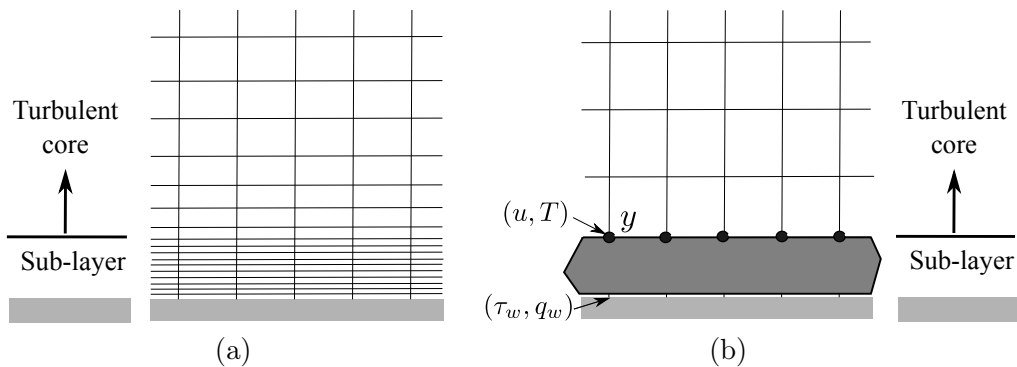 Turbulent
core
Sub-layer
(a)
(u, T)
y
(τ_w, q_w)
(b)
Turbulent
core
Sub-layer